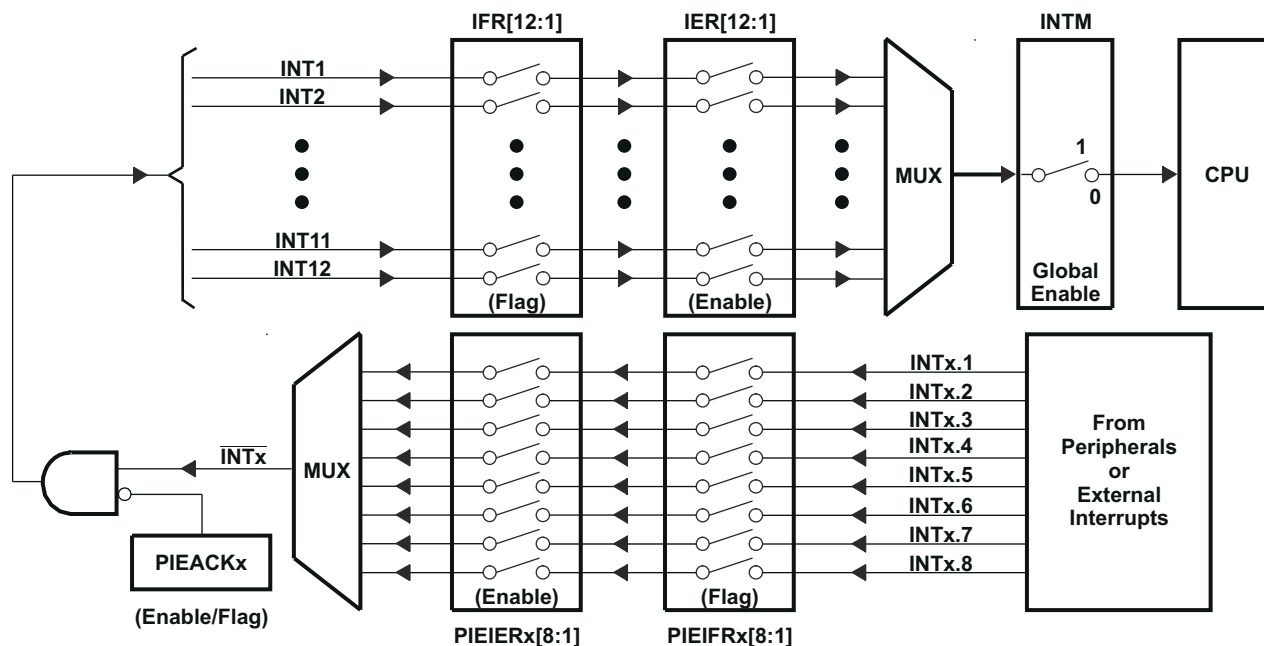 IFR[12:1]
IER[12:1]
INTM
INT1
INT2
INT11
INT12
(Flag)
(Enable)
MUX
1
0
Global
Enable
CPU
INTx
MUX
PIEACKx
(Enable/Flag)
(Enable)
PIEIERx[8:1]
(Flag)
PIEIFRx[8:1]
INTx.1
INTx.2
INTx.3
INTx.4
INTx.5
INTx.6
INTx.7
INTx.8
From
Peripherals
or
External
Interrupts